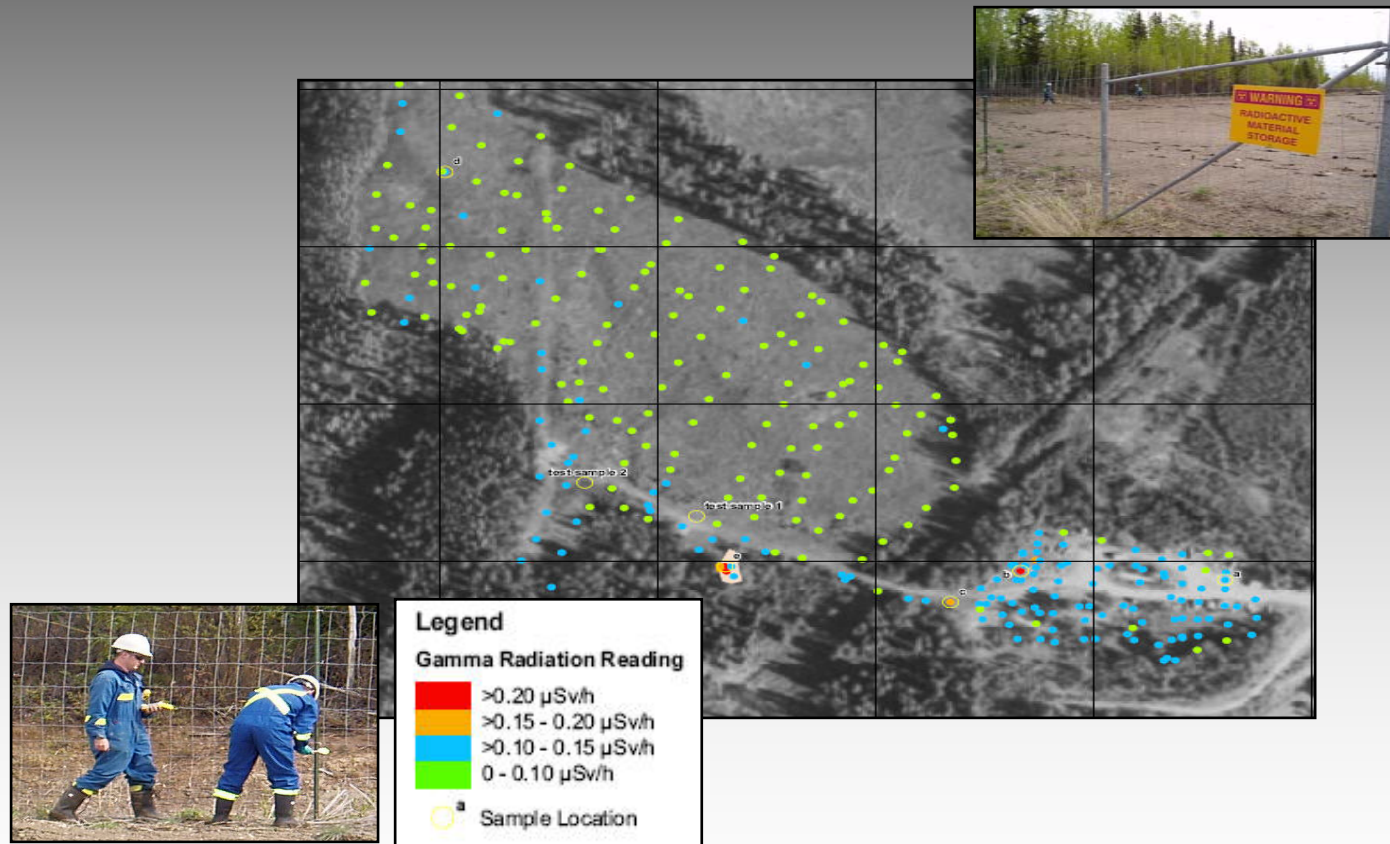 WARNING
RADIOACTIVE
MATERIAL
STORAGE
d
test sample 2
test sample 1
e
b
a
c
Legend
Gamma Radiation Reading
>0.20 µSv/h
>0.15 - 0.20 µSv/h
>0.10 - 0.15 µSv/h
0 - 0.10 µSv/h
a
Sample Location